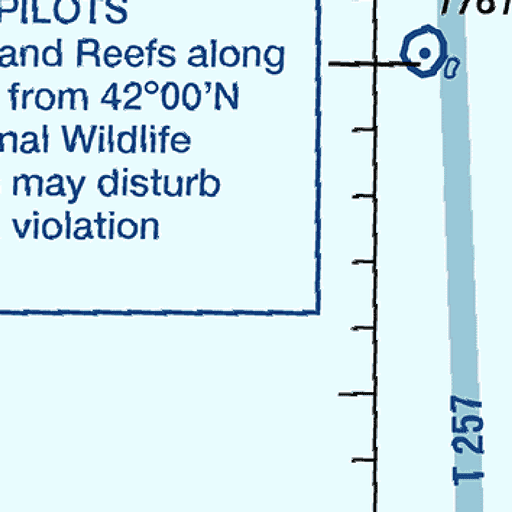 PILOTS
and Reefs along
from 42°00'N
nal Wildlife
may disturb
violation
T 257